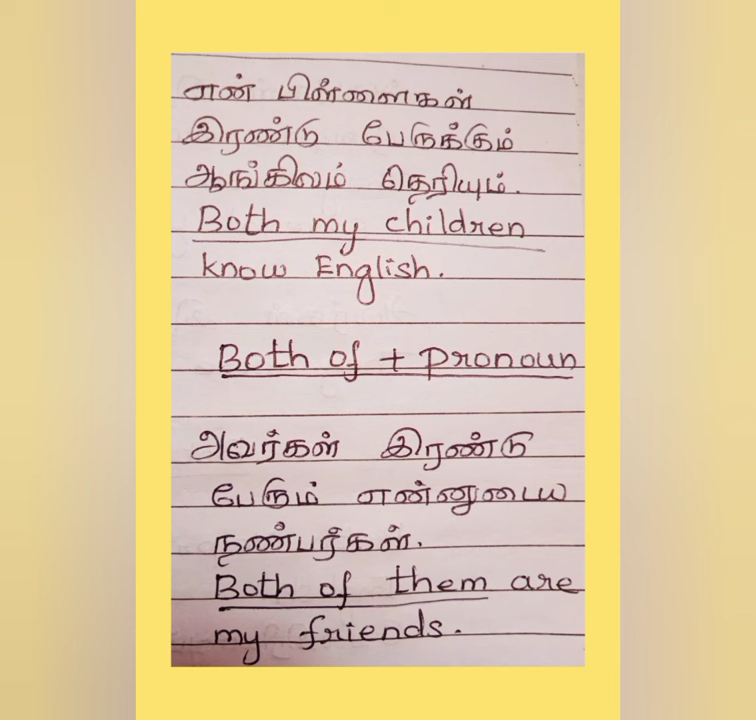 என் பிள்ளைகள்
இரண்டு பேருக்கும்
ஆங்கிலம் தெரியும்.
Both my children
know English.
Both of + pronoun
அவர்கள் இரண்டு
பேரும் என்னுடைய
நண்பர்கள்.
Both of them are
my friends.